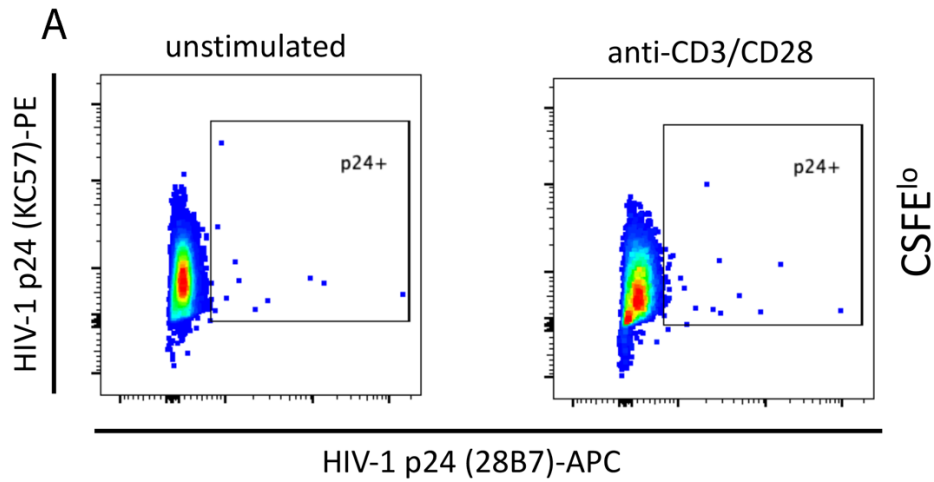 A
unstimulated
anti-CD3/CD28
HIV-1 p24 (KC57)-PE
p24+
p24+
CSFElo
HIV-1 p24 (28B7)-APC